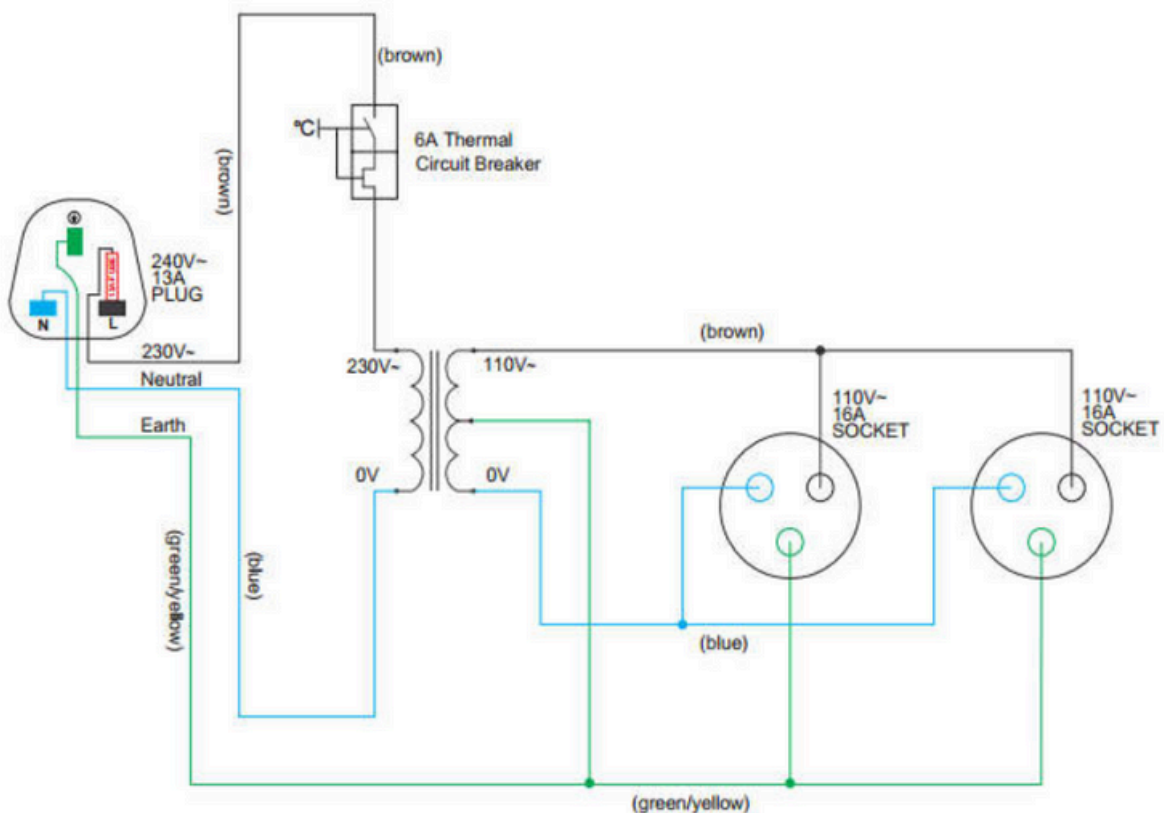 (brown)
ºC
6A Thermal
Circuit Breaker
(brown)
240V~
13A
PLUG
N
L
230V~
Neutral
Earth
230V~
110V~
0V
0V
(brown)
110V~
16A
SOCKET
110V~
16A
SOCKET
(green/yellow)
(blue)
(blue)
(green/yellow)